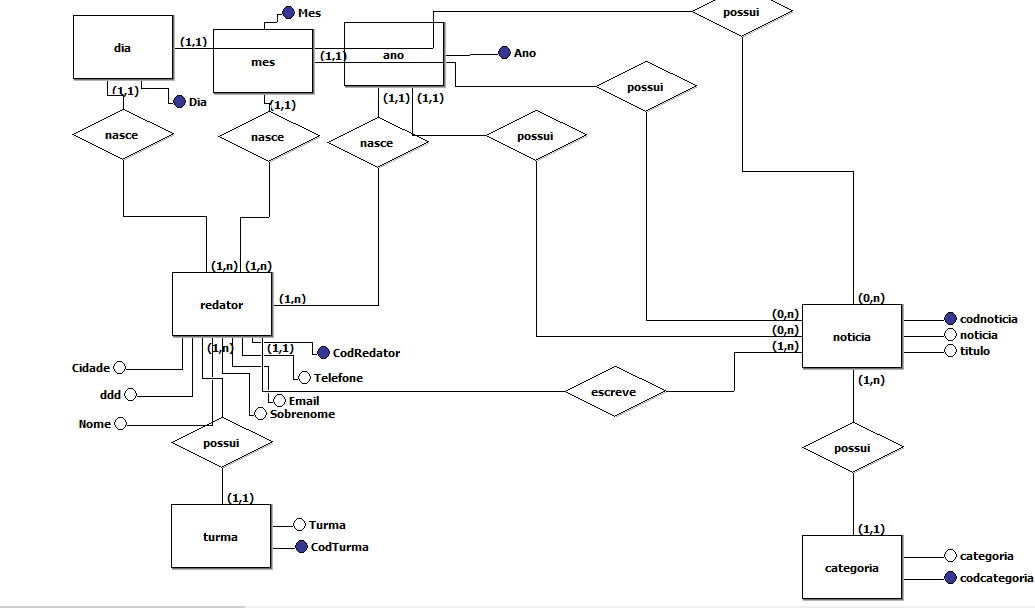 Mes
possui
dia
(1,1)
mes
(1,1)
ano
Ano
(1,1)
Dia
(1,1)
(1,1)
(1,1)
possui
nasce
nasce
nasce
possui
(1,n)
(1,n)
redator
(1,n)
(0,n)
(0,n)
(0,n)
(1,n)
noticia
codnoticia
noticia
titulo
(1,n)
(1,1)
CodRedator
Cidade
Telefone
ddd
Email
Sobrenome
Nome
escreve
(1,n)
possui
possui
(1,1)
turma
Turma
CodTurma
(1,1)
categoria
categoria
codcategoria